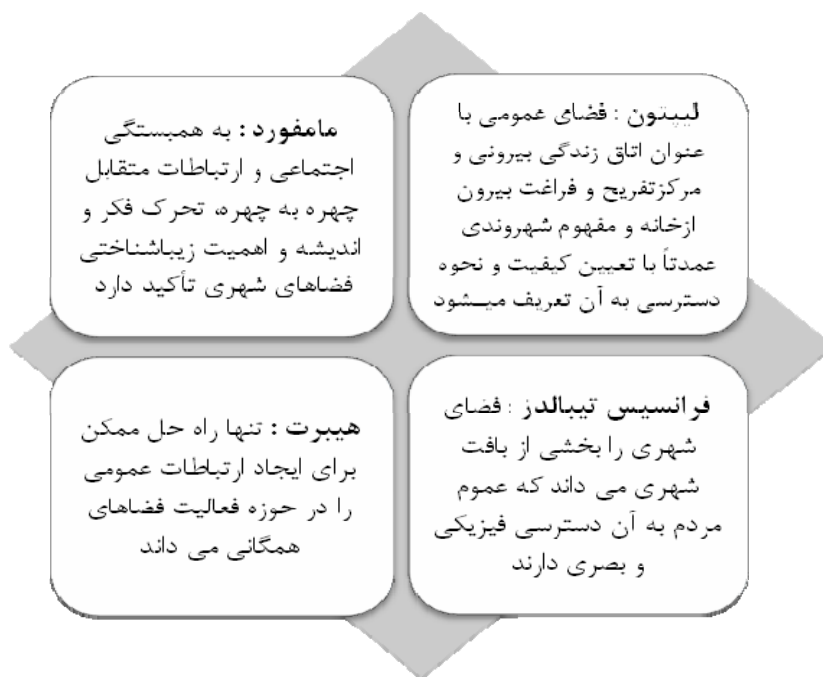 لیپتون : فضای عمومی با
عنوان اتاق زندگی بیرونی و
مرکزتفریح و فراغت بیرون
ازخانه و مفهوم شهروندی
عمدتاً با تعیین کیفیت و نحوه
دسترسی به آن تعریف میشود
مامفورد : به همبستگی
اجتماعی و ارتباطات متقابل
چهره به چهره، تحرک فکر و
اندیشه و اهمیت زیباشناختی
فضاهای شهری تأکید دارد
فرانسیس تیبالدز : فضای
شهری را بخشی از بافت
شهری می داند که عموم
مردم به آن دسترسی فیزیکی
و بصری دارند
هیبرت : تنها راه حل ممکن
برای ایجاد ارتباطات عمومی
را در حوزه فعالیت فضاهای
همگانی می داند